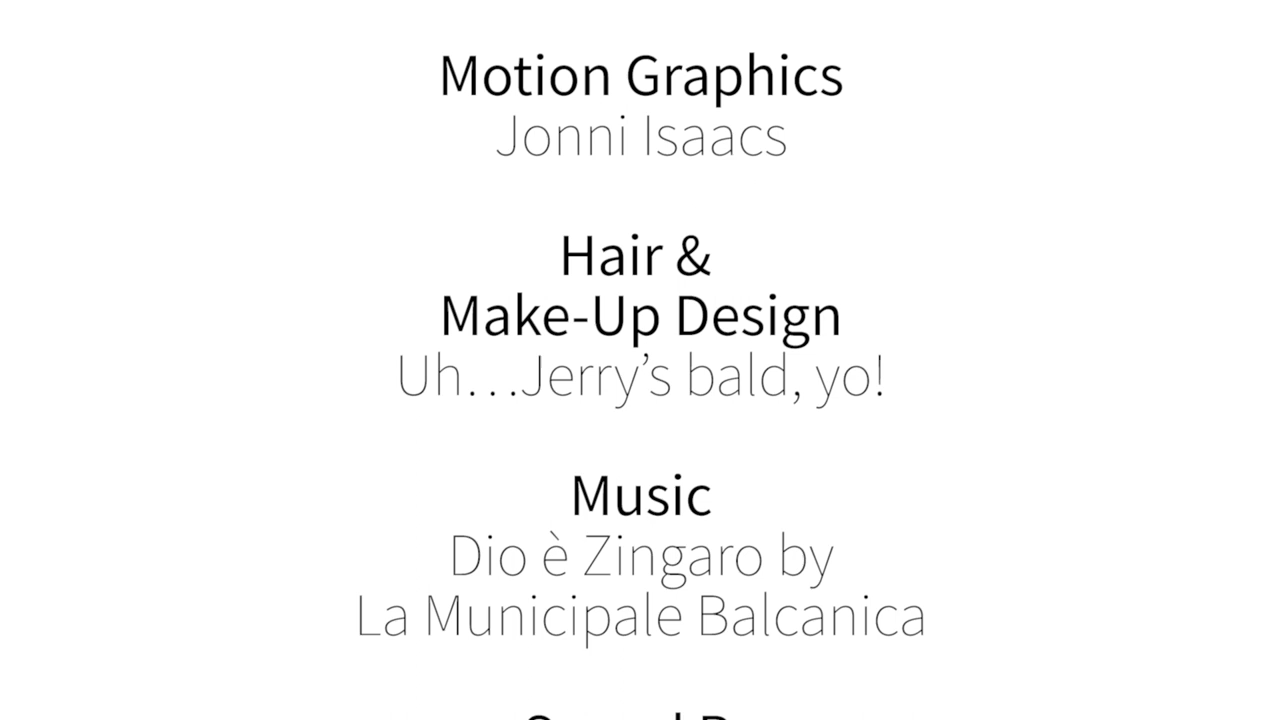 Motion Graphics
Jonni Isaacs
Hair &
Make-Up Design
Uh…Jerry’s bald, yo!
Music
Dio è Zingaro by
La Municipale Balcanica